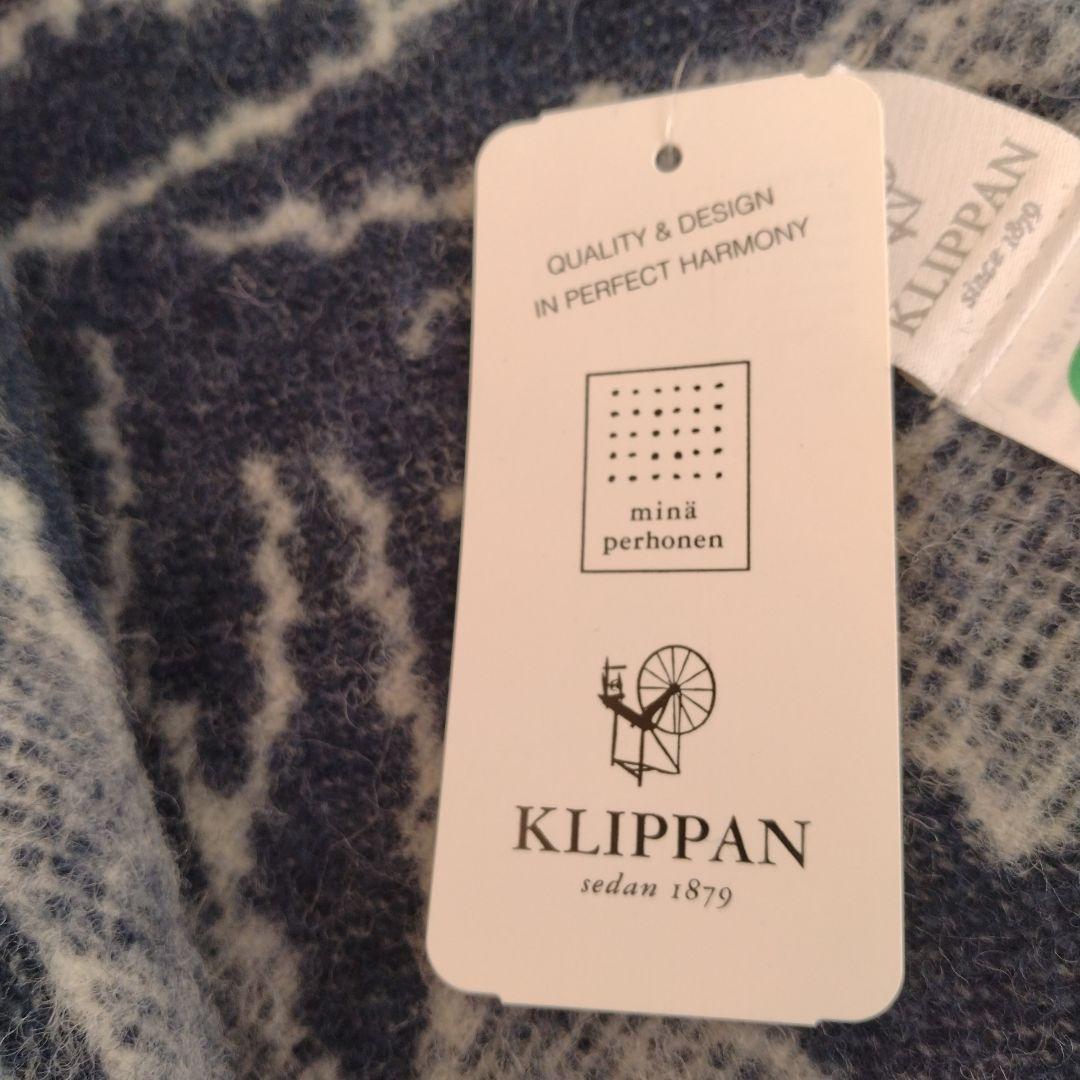 QUALITY & DESIGN
IN PERFECT HARMONY
minä
perhonen
KLIPPAN
sedan 1879
KLIPPAN
since 1879